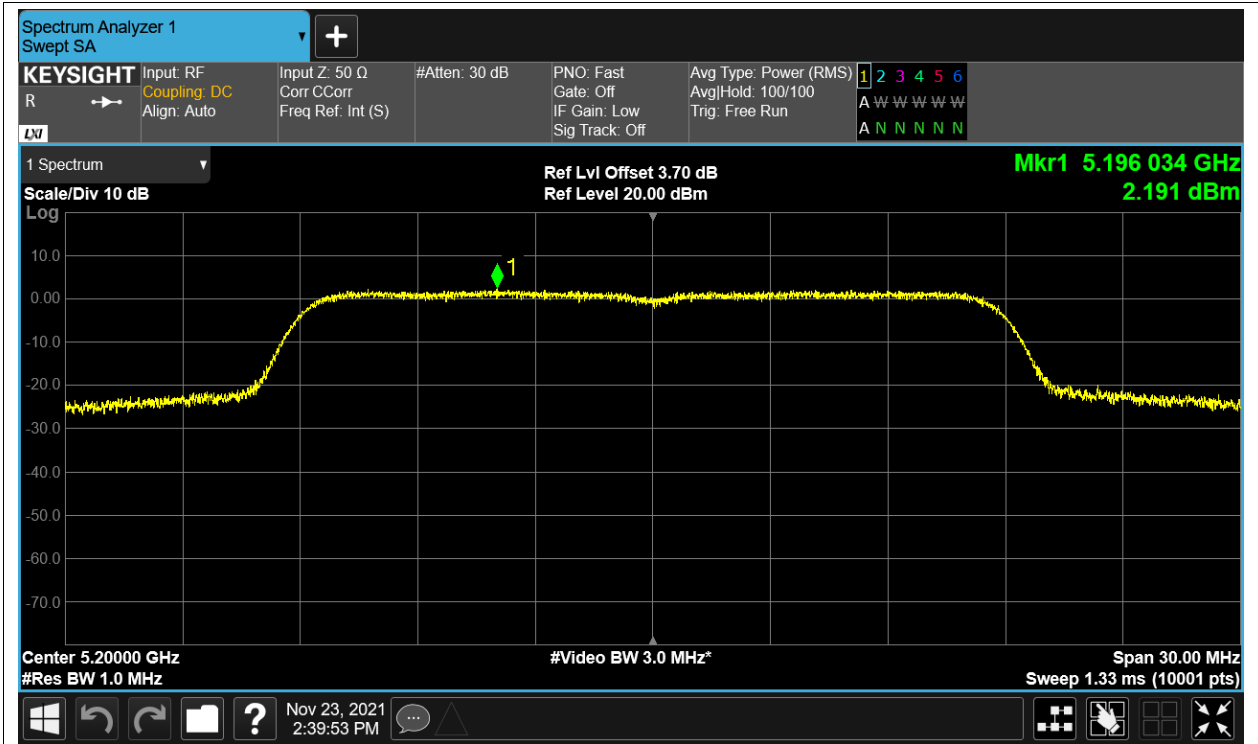 Spectrum Analyzer 1
Swept SA
KEYSIGHT
R
LXI
Input: RF
Coupling: DC
Align: Auto
Input Z: 50 Ω
Corr CCorr
Freq Ref: Int (S)
#Atten: 30 dB
PNO: Fast
Gate: Off
IF Gain: Low
Sig Track: Off
Avg Type: Power (RMS)
Avg|Hold: 100/100
Trig: Free Run
1 2 3 4 5 6
A W W W W W
A N N N N N
1 Spectrum
Scale/Div 10 dB
Log
Ref Lvl Offset 3.70 dB
Ref Level 20.00 dBm
Mkr1 5.196 034 GHz
2.191 dBm
1
10.0
0.00
-10.0
-20.0
-30.0
-40.0
-50.0
-60.0
-70.0
Center 5.20000 GHz
#Res BW 1.0 MHz
#Video BW 3.0 MHz*
Span 30.00 MHz
Sweep 1.33 ms (10001 pts)
?
Nov 23, 2021
2:39:53 PM